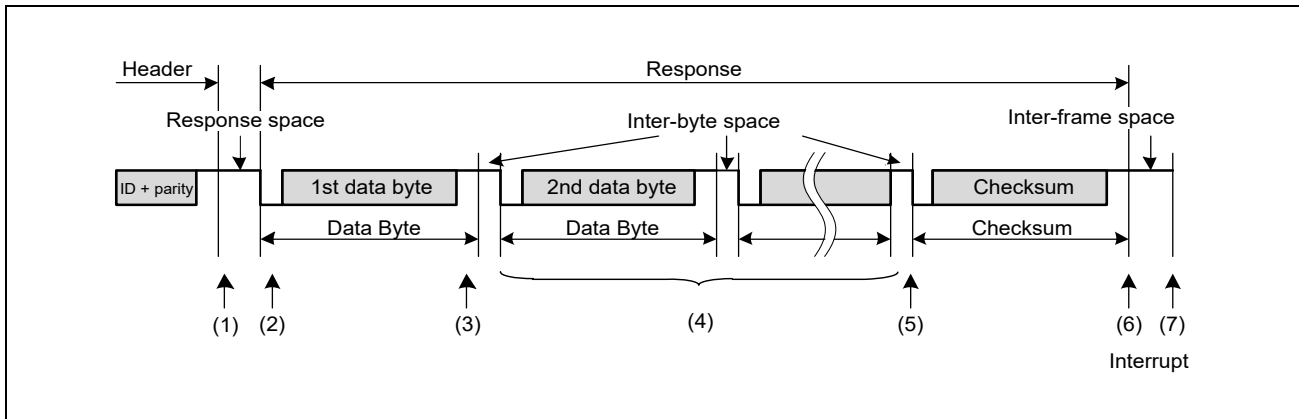 Header
Response
Response space
Inter-byte space
Inter-frame space
ID + parity
1st data byte
2nd data byte
Checksum
Data Byte
Data Byte
Checksum
(1)
(2)
(3)
(4)
(5)
(6)
(7)
Interrupt